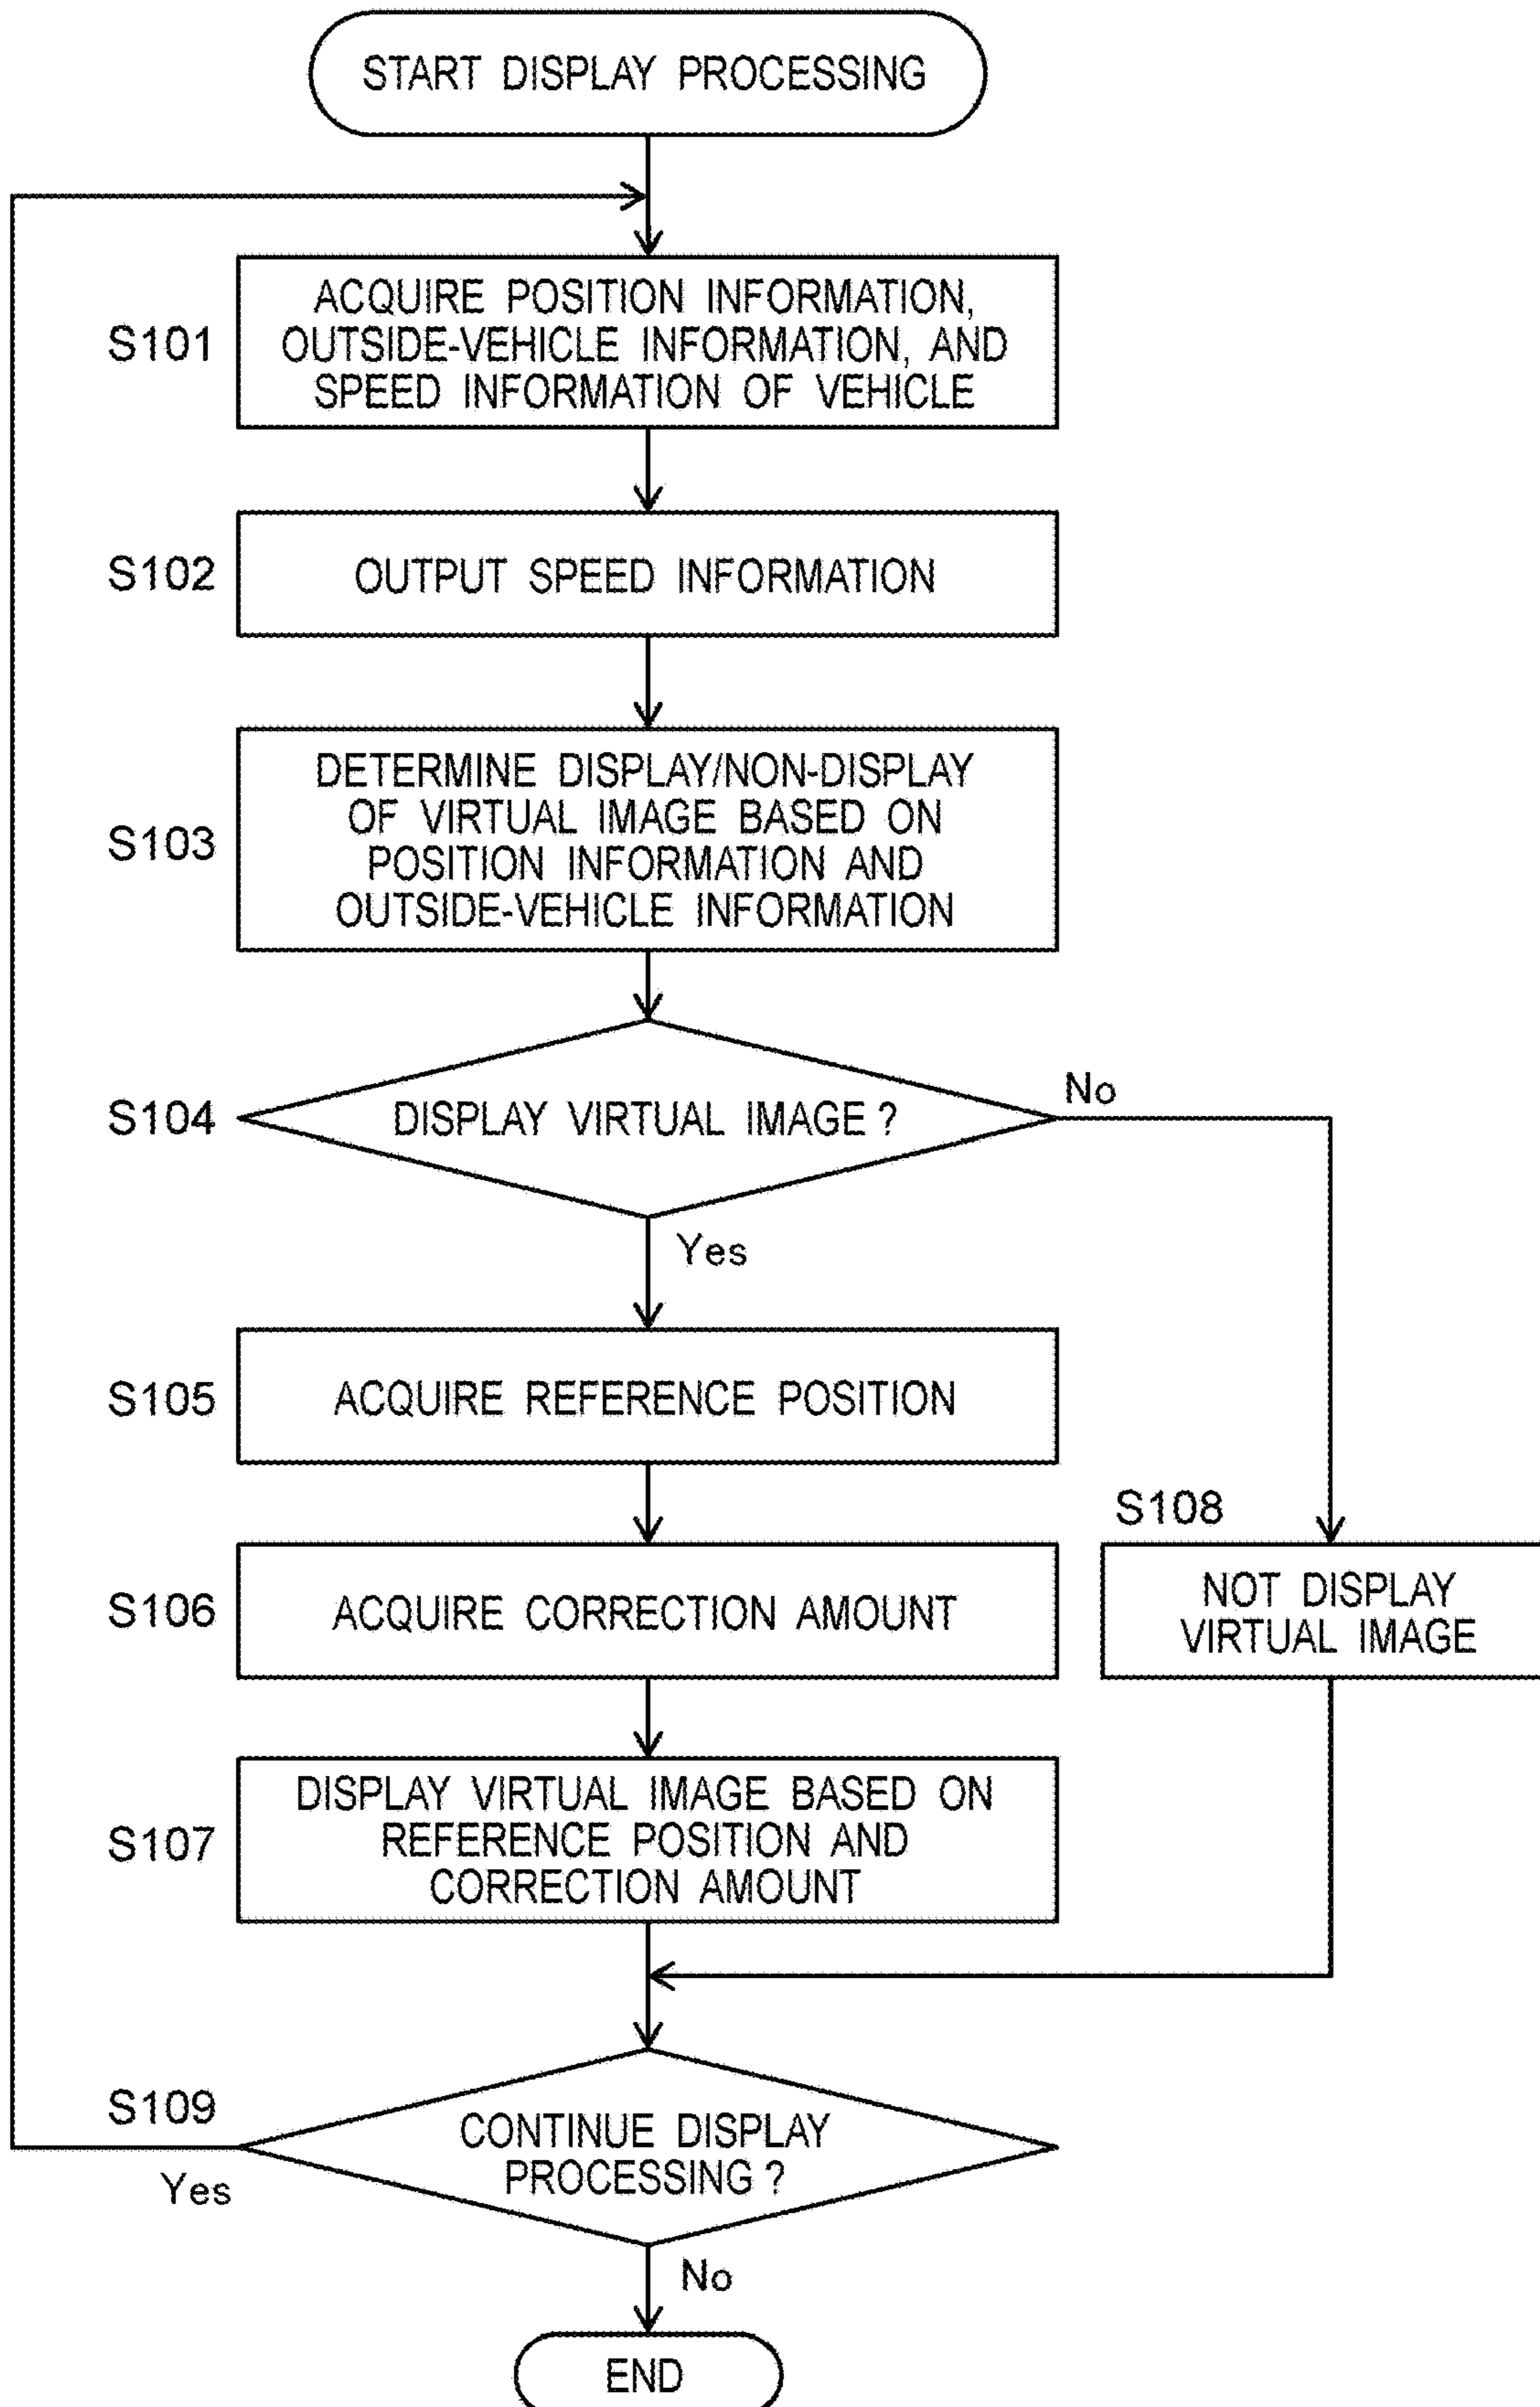 START DISPLAY PROCESSING
S101
ACQUIRE POSITION INFORMATION,
OUTSIDE-VEHICLE INFORMATION, AND
SPEED INFORMATION OF VEHICLE
S102
OUTPUT SPEED INFORMATION
S103
DETERMINE DISPLAY/NON-DISPLAY
OF VIRTUAL IMAGE BASED ON
POSITION INFORMATION AND
OUTSIDE-VEHICLE INFORMATION
S104
DISPLAY VIRTUAL IMAGE ?
No
Yes
S105
ACQUIRE REFERENCE POSITION
S106
ACQUIRE CORRECTION AMOUNT
S108
NOT DISPLAY
VIRTUAL IMAGE
S107
DISPLAY VIRTUAL IMAGE BASED ON
REFERENCE POSITION AND
CORRECTION AMOUNT
S109
CONTINUE DISPLAY
PROCESSING ?
Yes
No
END